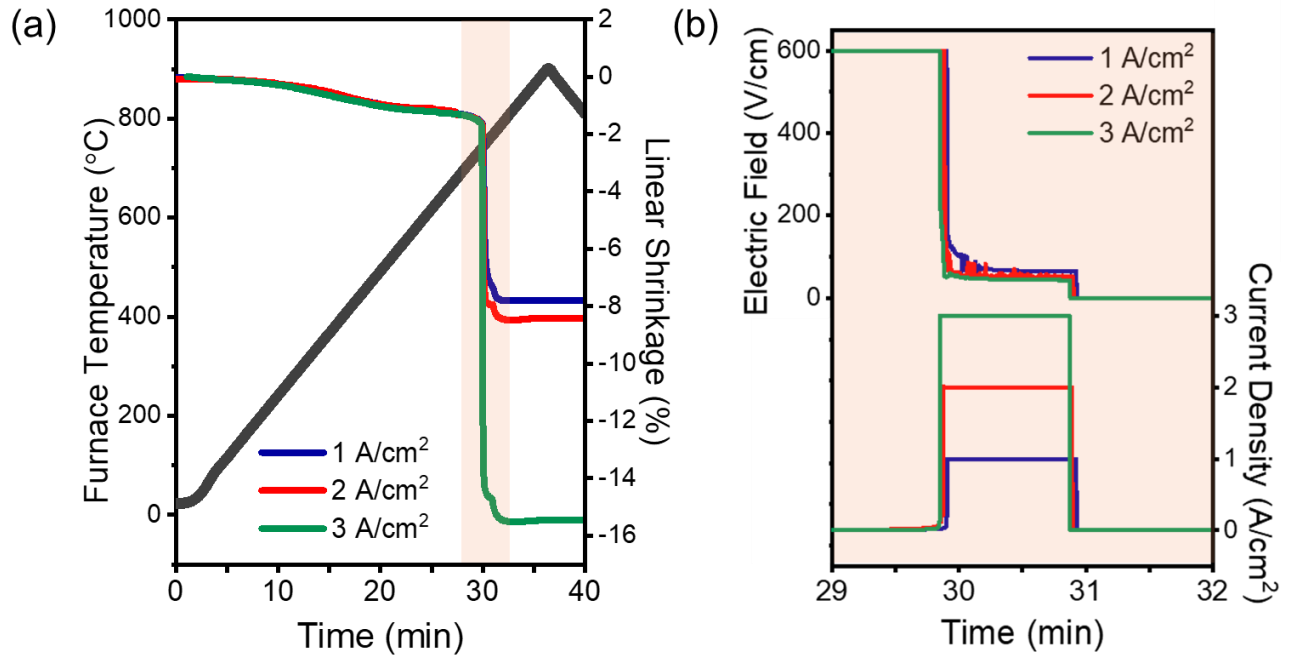 (a)
1000
800
600
400
200
0
Furnace Temperature (°C)
2
0
-2
-4
-6
-8
-10
-12
-14
-16
Linear Shrinkage (%)
1 A/cm²
2 A/cm²
3 A/cm²
0 10 20 30 40
Time (min)
(b)
600
400
200
0
Electric Field (V/cm)
1 A/cm²
2 A/cm²
3 A/cm²
3
2
1
0
Current Density (A/cm²)
29 30 31 32
Time (min)